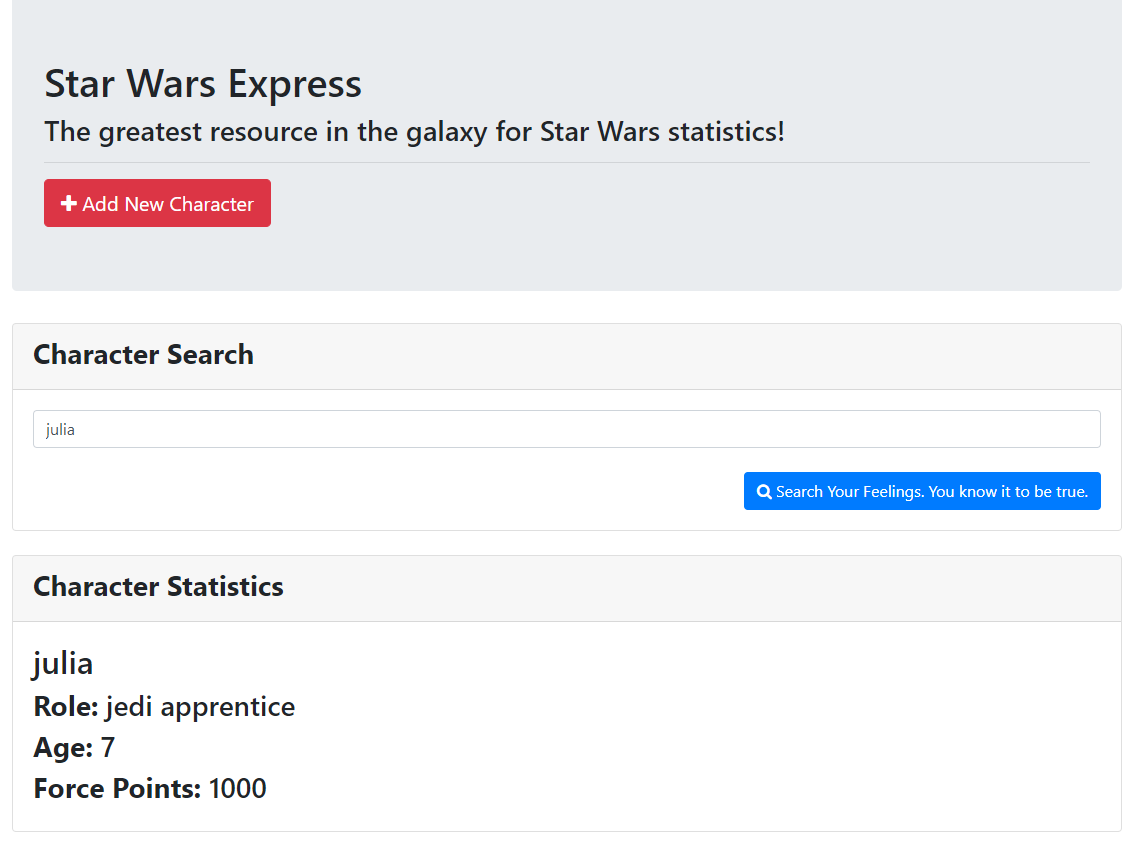 Star Wars Express
The greatest resource in the galaxy for Star Wars statistics!
Add New Character
Character Search
julia
Search Your Feelings. You know it to be true.
Character Statistics
julia
Role: jedi apprentice
Age: 7
Force Points: 1000